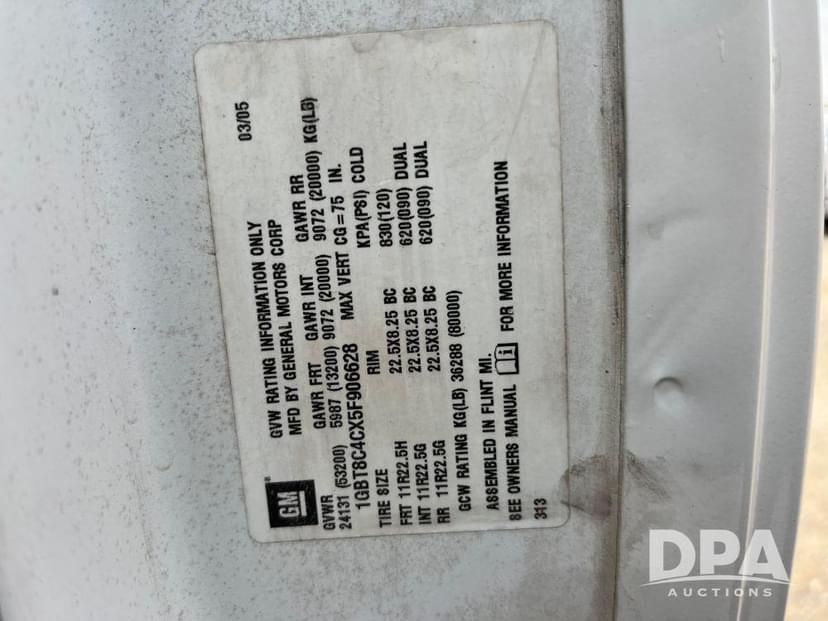 GVW RATING INFORMATION ONLY 03/05
MFD BY GENERAL MOTORS CORP
GM
GVWR GAWR FRT GAWR INT GAWR RR
24131 (53200) 5987 (13200) 9072 (20000) 9072 (20000) KG(LB)
1GBT8C4CX5F906628 MAX VERT CG = 75 IN.
TIRE SIZE RIM KPA(PSI) COLD
FRT 11R22.5H 22.5X8.25 BC 830(120)
INT 11R22.5G 22.5X8.25 BC 620(090) DUAL
RR 11R22.5G 22.5X8.25 BC 620(090) DUAL
GCW RATING KG(LB) 36288 (80000)
ASSEMBLED IN FLINT MI.
SEE OWNERS MANUAL FOR MORE INFORMATION
313
DPA
AUCTIONS